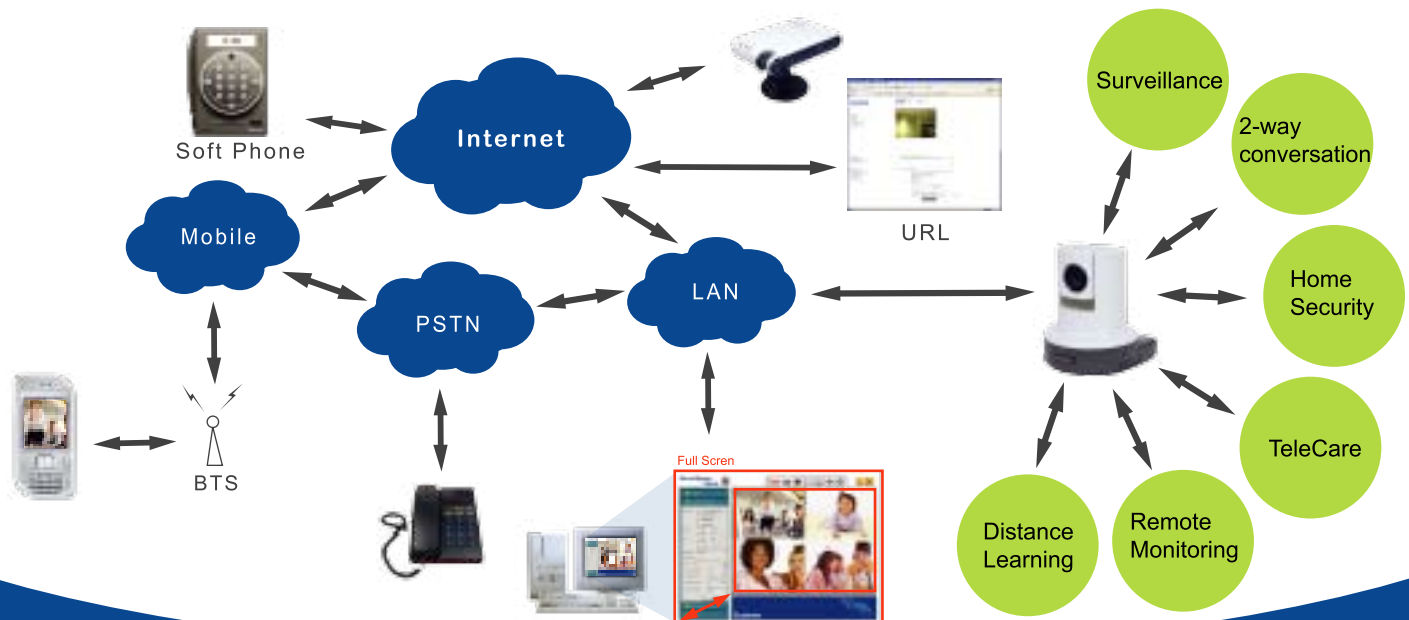 Surveillance
2-way
conversation
Internet
Soft Phone
Mobile
URL
Home
Security
LAN
PSTN
TeleCare
BTS
Full Scren
Distance
Learning
Remote
Monitoring